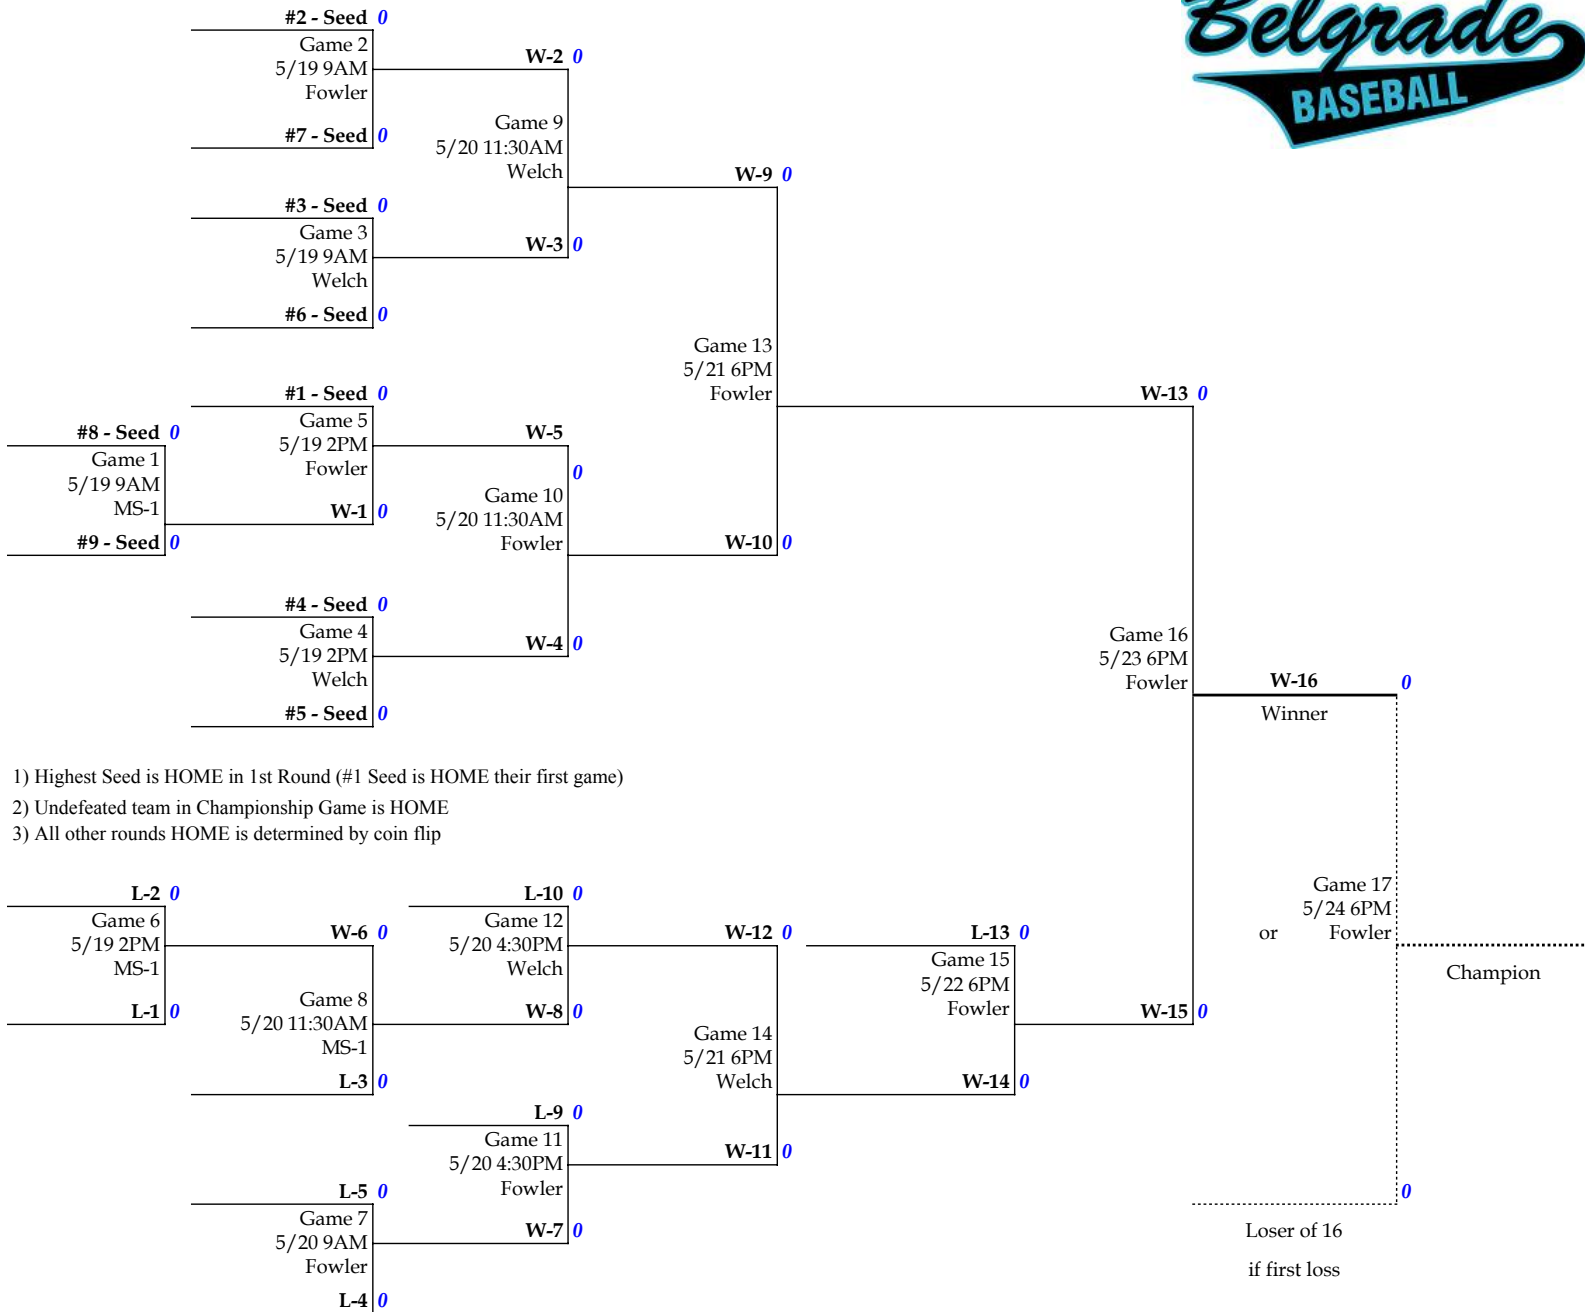 Belgrade
BASEBALL
#2 - Seed 0
Game 2
5/19 9AM
Fowler
#7 - Seed 0
W-2 0
Game 9
5/20 11:30AM
Welch
W-9 0
#3 - Seed 0
Game 3
5/19 9AM
Welch
#6 - Seed 0
W-3 0
Game 13
5/21 6PM
Fowler
W-13 0
#1 - Seed 0
Game 5
5/19 2PM
Fowler
W-1 0
#8 - Seed 0
Game 1
5/19 9AM
MS-1
#9 - Seed 0
W-5
0
Game 10
5/20 11:30AM
Fowler
W-10 0
#4 - Seed 0
Game 4
5/19 2PM
Welch
#5 - Seed 0
W-4 0
Game 16
5/23 6PM
Fowler
W-16 0
Winner
1) Highest Seed is HOME in 1st Round (#1 Seed is HOME their first game)
2) Undefeated team in Championship Game is HOME
3) All other rounds HOME is determined by coin flip
L-2 0
Game 6
5/19 2PM
MS-1
L-1 0
W-6 0
Game 8
5/20 11:30AM
MS-1
L-3 0
L-10 0
Game 12
5/20 4:30PM
Welch
W-8 0
W-12 0
Game 14
5/21 6PM
Welch
W-11 0
L-13 0
Game 15
5/22 6PM
Fowler
W-14 0
W-15 0
Game 17
5/24 6PM
or Fowler
Champion
L-9 0
Game 11
5/20 4:30PM
Fowler
W-7 0
L-5 0
Game 7
5/20 9AM
Fowler
L-4 0
0
Loser of 16
if first loss